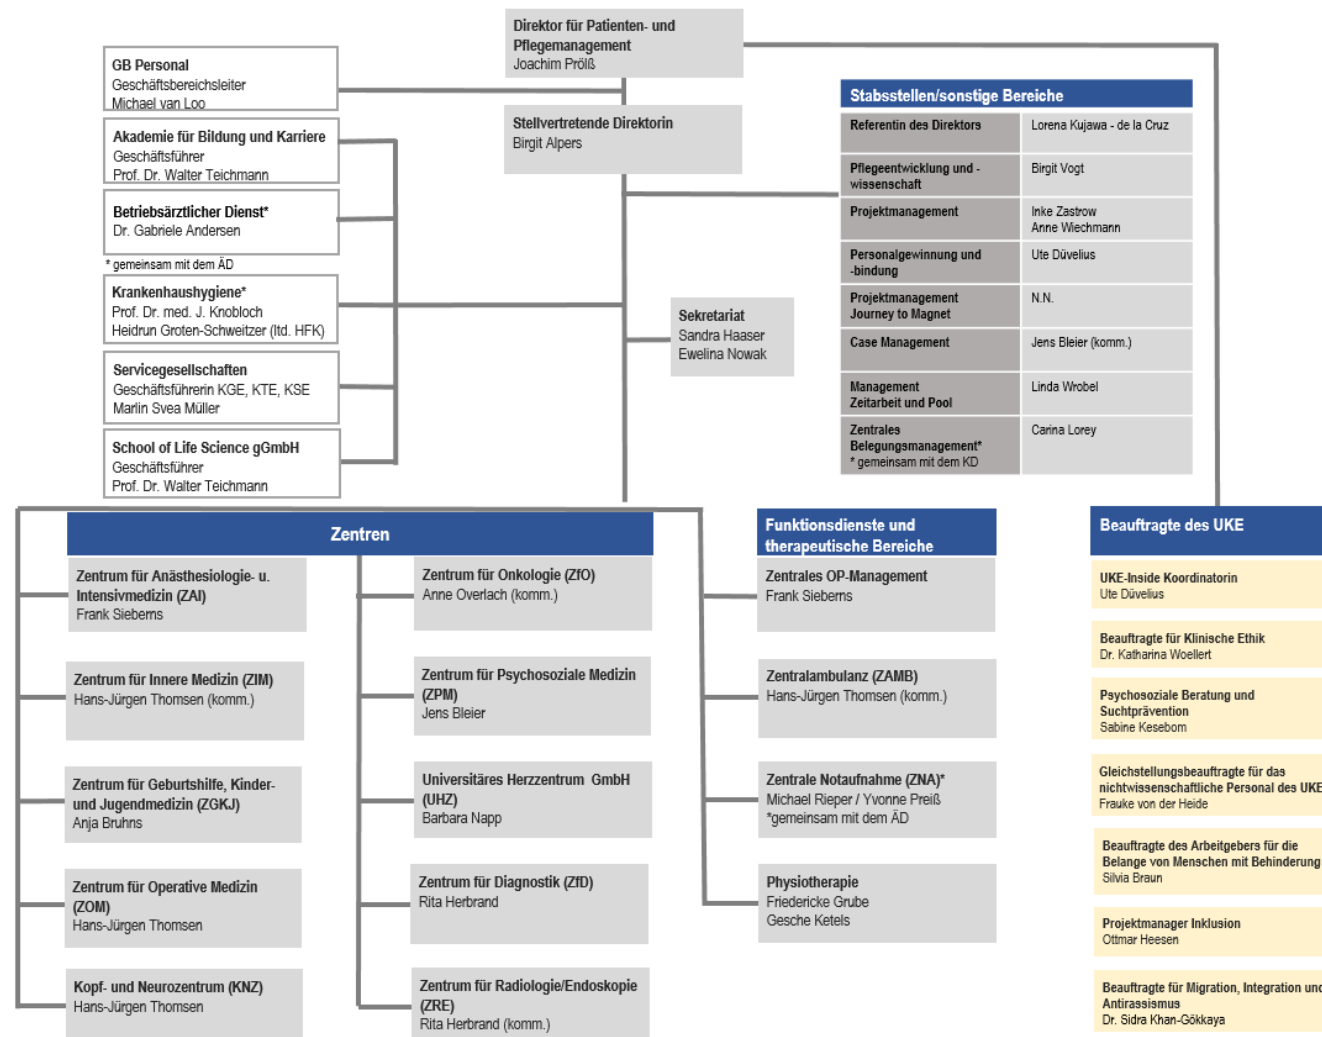 Direktor für Patienten- und
Pflegemanagement
Joachim Prölß
GB Personal
Geschäftsbereichsleiter
Michael van Loo
Stellvertretende Direktorin
Birgit Alpers
Akademie für Bildung und Karriere
Geschäftsführer
Prof. Dr. Walter Teichmann
Betriebsärztlicher Dienst*
Dr. Gabriele Andersen
* gemeinsam mit dem ÄD
Krankenhaushygiene*
Prof. Dr. med. J. Knobloch
Heidrun Groten-Schweitzer (ltd. HFK)
Servicegesellschaften
Geschäftsführerin KGE, KTE, KSE
Marlin Svea Müller
School of Life Science gGmbH
Geschäftsführer
Prof. Dr. Walter Teichmann
Sekretariat
Sandra Haaser
Ewelina Nowak
Stabsstellen/sonstige Bereiche
Referentin des Direktors
Lorena Kujawa - de la Cruz
Pflegeentwicklung und -
wissenschaft
Birgit Vogt
Projektmanagement
Inke Zastrow
Anne Wiechmann
Personalgewinnung und
-bindung
Ute Düvelius
Projektmanagement
Journey to Magnet
N.N.
Case Management
Jens Bleier (komm.)
Management
Zeitarbeit und Pool
Linda Wrobel
Zentrales
Belegungsmanagement*
* gemeinsam mit dem KD
Carina Lorey
Zentren
Zentrum für Anästhesiologie- u.
Intensivmedizin (ZAI)
Frank Sieberns
Zentrum für Innere Medizin (ZIM)
Hans-Jürgen Thomsen (komm.)
Zentrum für Geburtshilfe, Kinder-
und Jugendmedizin (ZGKJ)
Anja Bruhns
Zentrum für Operative Medizin
(ZOM)
Hans-Jürgen Thomsen
Kopf- und Neurozentrum (KNZ)
Hans-Jürgen Thomsen
Zentrum für Onkologie (ZfO)
Anne Overlach (komm.)
Zentrum für Psychosoziale Medizin
(ZPM)
Jens Bleier
Universitäres Herzzentrum GmbH
(UHZ)
Barbara Napp
Zentrum für Diagnostik (ZfD)
Rita Herbrand
Zentrum für Radiologie/Endoskopie
(ZRE)
Rita Herbrand (komm.)
Funktionsdienste und
therapeutische Bereiche
Zentrales OP-Management
Frank Sieberns
Zentralambulanz (ZAMB)
Hans-Jürgen Thomsen (komm.)
Zentrale Notaufnahme (ZNA)*
Michael Rieper / Yvonne Preiß
*gemeinsam mit dem ÄD
Physiotherapie
Friedericke Grube
Gesche Ketels
Beauftragte des UKE
UKE-Inside Koordinatorin
Ute Düvelius
Beauftragte für Klinische Ethik
Dr. Katharina Woellert
Psychosoziale Beratung und
Suchtprävention
Sabine Kesebom
Gleichstellungsbeauftragte für das
nichtwissenschaftliche Personal des UKE
Frauke von der Heide
Beauftragte des Arbeitgebers für die
Belange von Menschen mit Behinderung
Silvia Braun
Projektmanager Inklusion
Ottmar Heesen
Beauftragte für Migration, Integration und
Antirassismus
Dr. Sidra Khan-Gökkaya